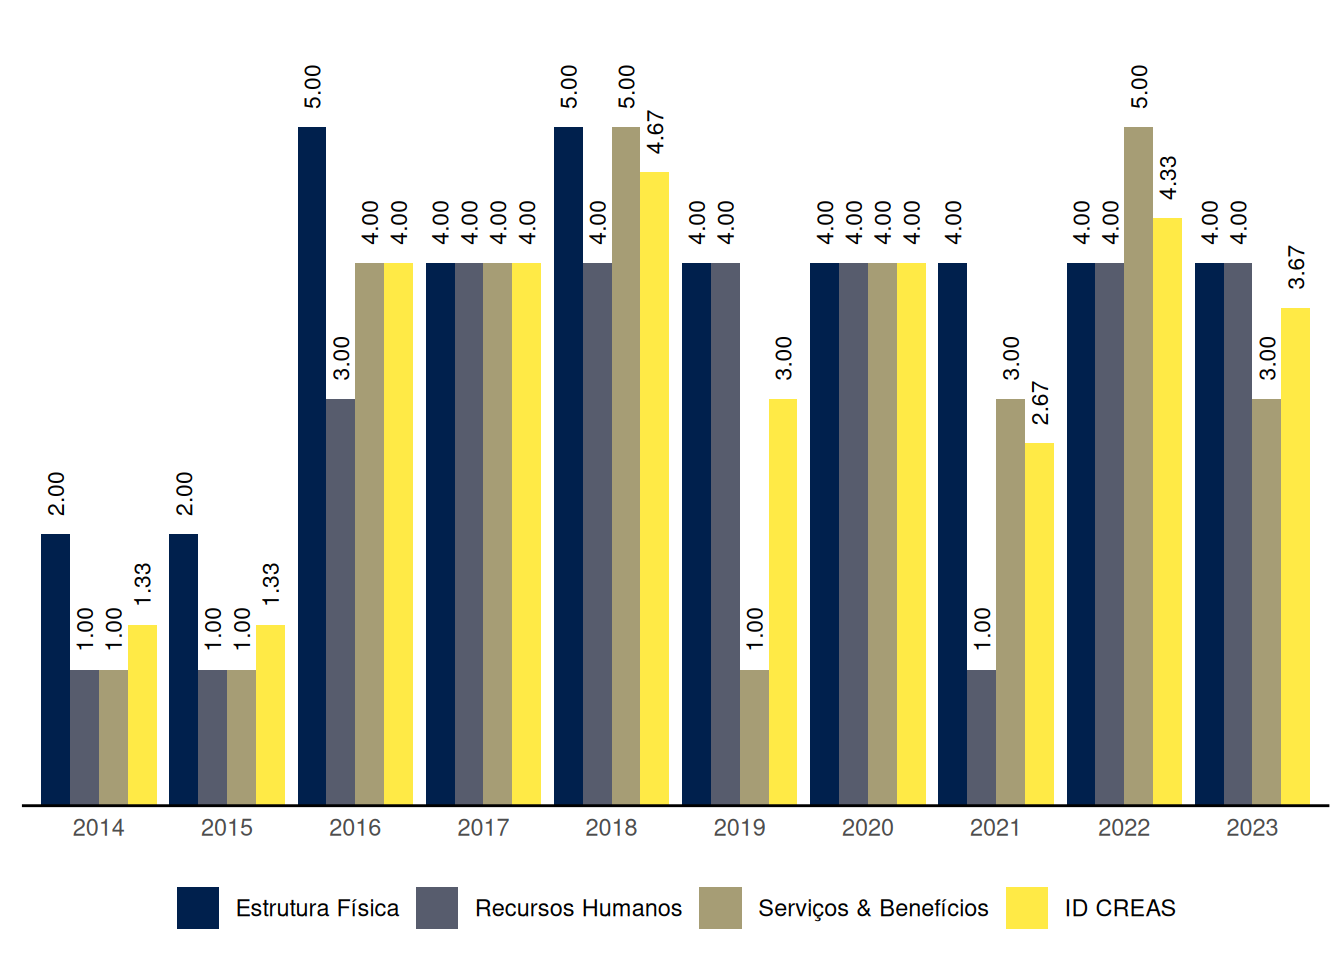 5.00 5.00 5.00 5.00
4.67
4.33
4.00 4.00 4.00 4.00 4.00 4.00 4.00 4.00 4.00 4.00 4.00 4.00 4.00 4.00 4.00 4.00 4.00 4.00 4.00
3.67
3.00 3.00 3.00 3.00
2.67
2.00 2.00
1.33 1.33
1.00 1.00 1.00 1.00 1.00 1.00
2014 2015 2016 2017 2018 2019 2020 2021 2022 2023
Estrutura Física Recursos Humanos Serviços & Benefícios ID CREAS